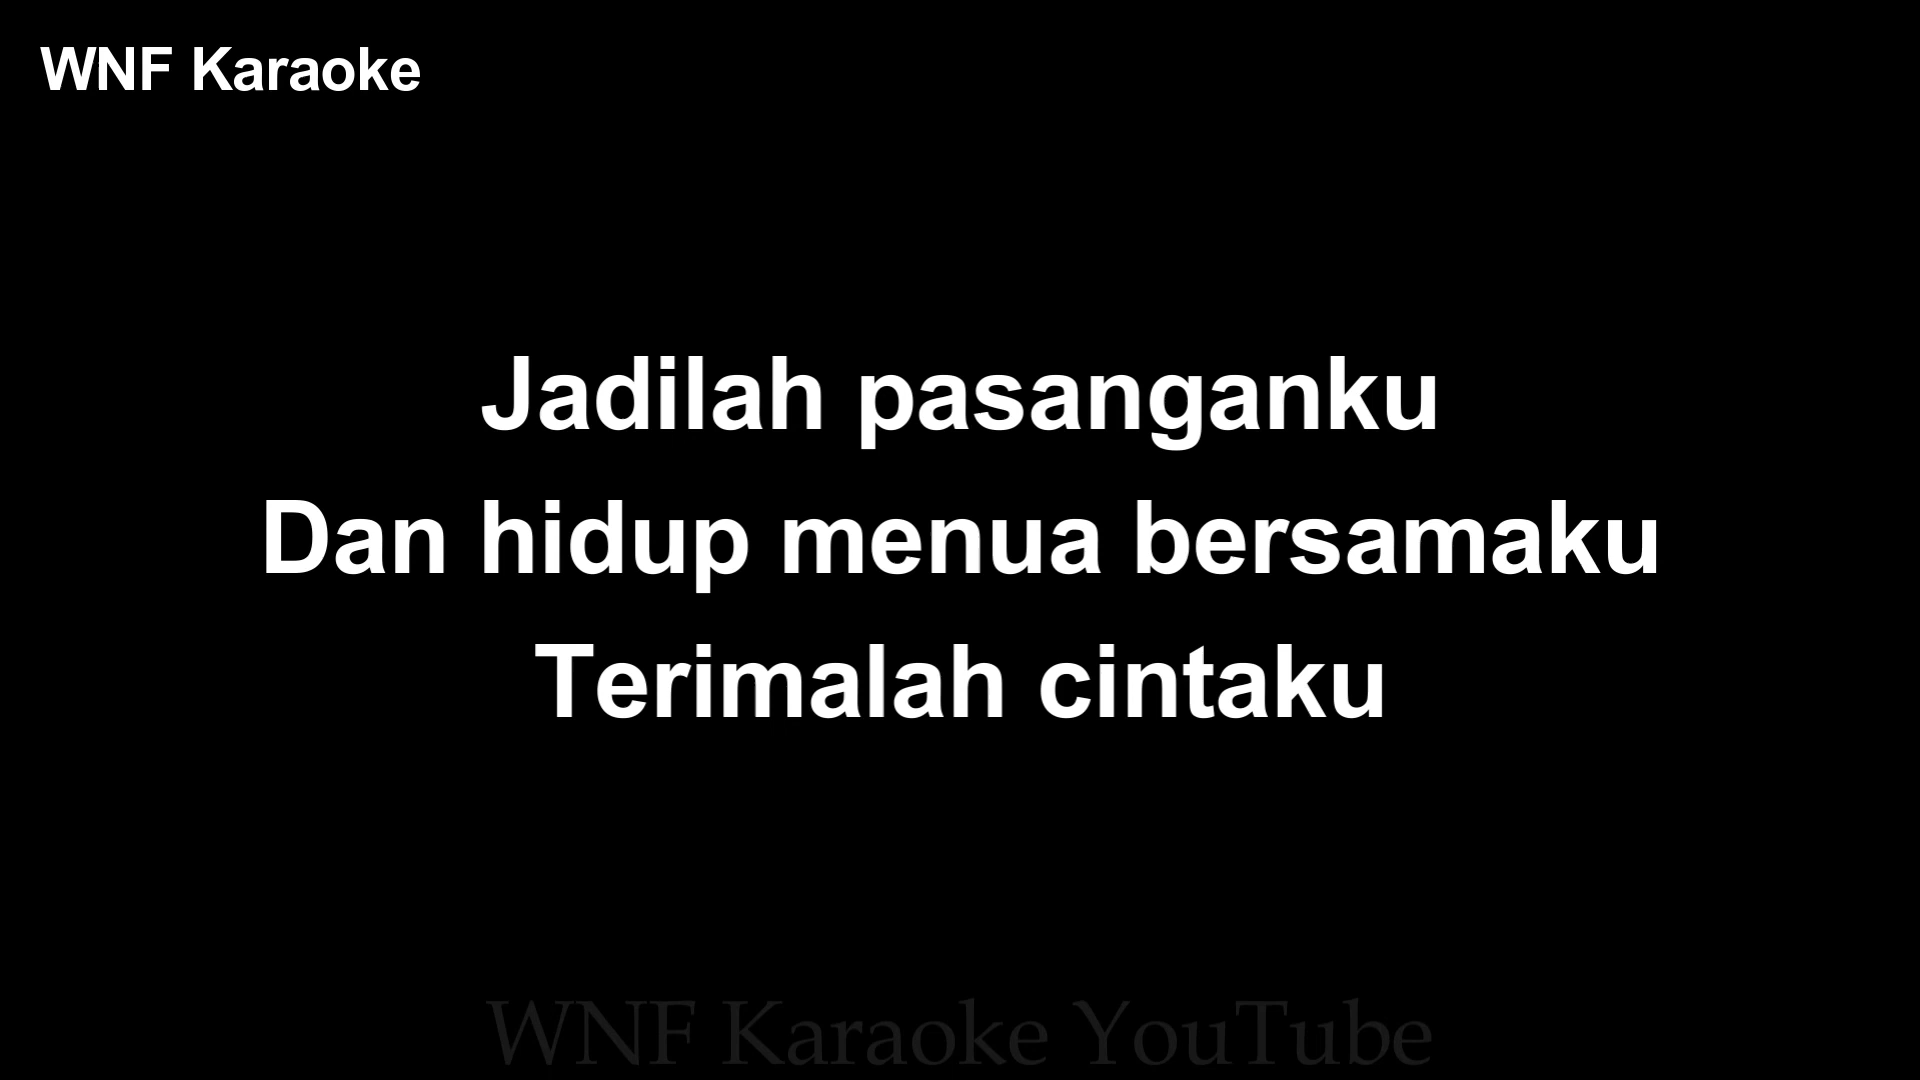 WNF Karaoke
Jadilah pasanganku
Dan hidup menua bersamaku
Terimalah cintaku
WNF Karaoke YouTube